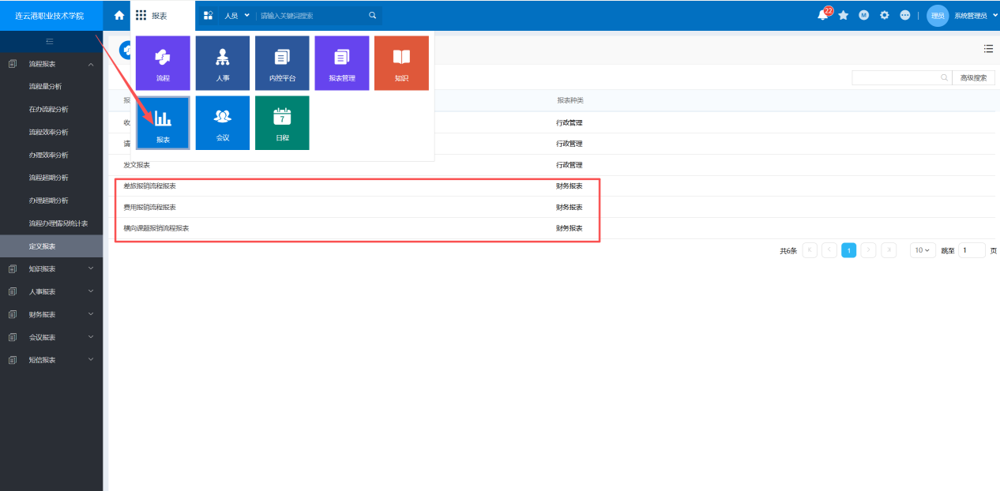 连云港职业技术学院
报表
人员
请输入关键词搜索
22
M
理员
系统管理员
流程报表
流程量分析
在办流程分析
流程效率分析
办理效率分析
流程超期分析
办理超期分析
流程办理情况统计表
定义报表
知识报表
人事报表
财务报表
会议报表
短信报表
流程
人事
内控平台
报表管理
知识
报表
会议
7
日程
高级搜索
报
报表种类
收
行政管理
请
行政管理
发文报表
行政管理
差旅报销流程报表
财务报表
费用报销流程报表
财务报表
横向课题报销流程报表
财务报表
共6条
1
10
跳至
1
页